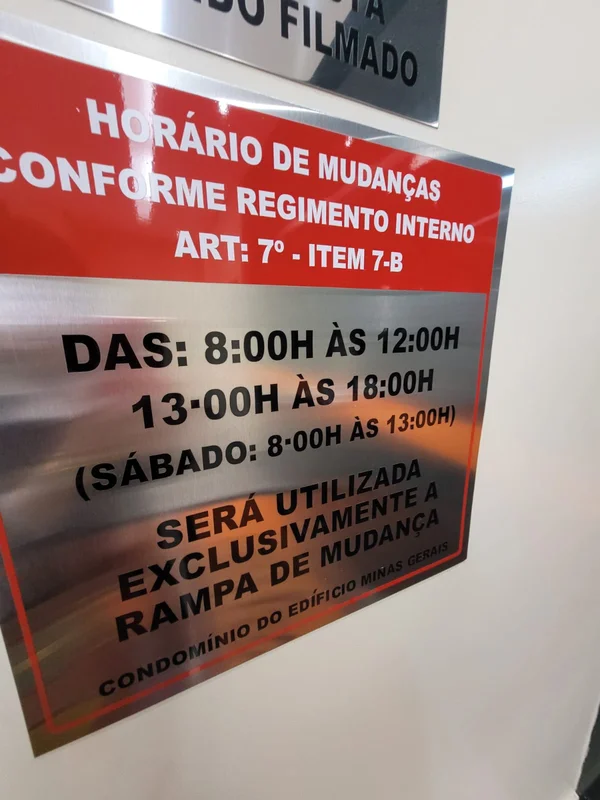 FILMADO
HORÁRIO DE MUDANÇAS
CONFORME REGIMENTO INTERNO
ART: 7º - ITEM 7-B
DAS: 8:00H ÀS 12:00H
13:00H ÀS 18:00H
(SÁBADO: 8:00H ÀS 13:00H)
SERÁ UTILIZADA
EXCLUSIVAMENTE A
RAMPA DE MUDANÇA
CONDOMÍNIO DO EDÍFICIO MINAS GERAIS